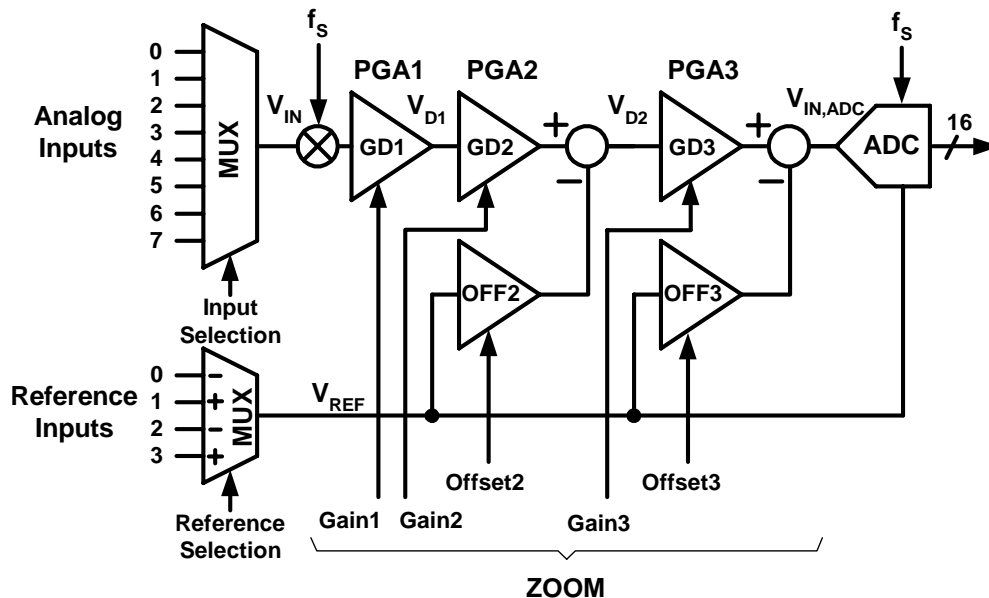 f_S
f_S
PGA1
PGA2
PGA3
0
1
2
3
4
5
6
7
Analog
Inputs
MUX
V_IN
GD1
V_D1
GD2
+
−
V_D2
GD3
+
−
V_IN,ADC
ADC
16
Input
Selection
OFF2
OFF3
Reference
Inputs
0
1
2
3
−
+
−
+
MUX
V_REF
Offset2
Offset3
Reference
Selection
Gain1
Gain2
Gain3
ZOOM